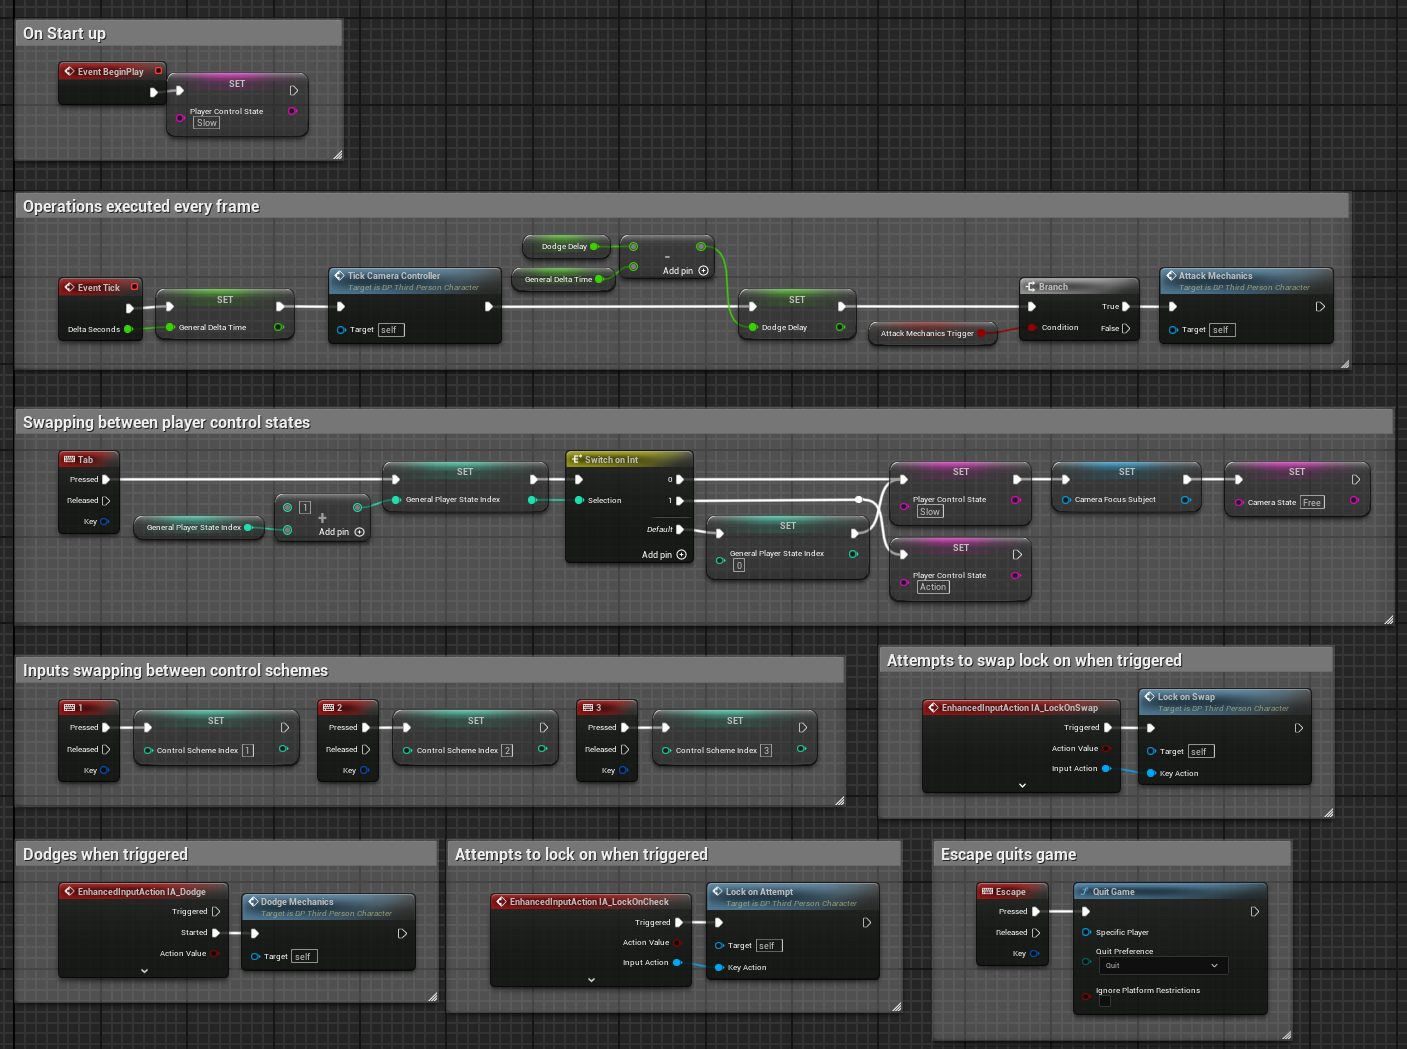 On Start up
Event BeginPlay
SET
Player Control State
Slow
Operations executed every frame
Event Tick
Delta Seconds
SET
General Delta Time
Tick Camera Controller
Target is BP Third Person Character
Target self
Dodge Delay
General Delta Time
-
Add pin
SET
Dodge Delay
Attack Mechanics Trigger
Branch
True
Condition
False
Attack Mechanics
Target is BP Third Person Character
Target self
Swapping between player control states
Tab
Pressed
Released
Key
General Player State Index
1
+
Add pin
SET
General Player State Index
Switch on Int
0
Selection
1
Default
Add pin
SET
General Player State Index
0
SET
Player Control State
Slow
SET
Player Control State
Action
SET
Camera Focus Subject
SET
Camera State Free
Inputs swapping between control schemes
1
Pressed
Released
Key
SET
Control Scheme Index 1
2
Pressed
Released
Key
SET
Control Scheme Index 2
3
Pressed
Released
Key
SET
Control Scheme Index 3
Attempts to swap lock on when triggered
EnhancedInputAction IA_LockOnSwap
Triggered
Action Value
Input Action
Lock on Swap
Target is BP Third Person Character
Target self
Key Action
Dodges when triggered
EnhancedInputAction IA_Dodge
Triggered
Started
Action Value
Dodge Mechanics
Target is BP Third Person Character
Target self
Attempts to lock on when triggered
EnhancedInputAction IA_LockOnCheck
Triggered
Action Value
Input Action
Lock on Attempt
Target is BP Third Person Character
Target self
Key Action
Escape quits game
Escape
Pressed
Released
Key
f Quit Game
Specific Player
Quit Preference
Quit
Ignore Platform Restrictions